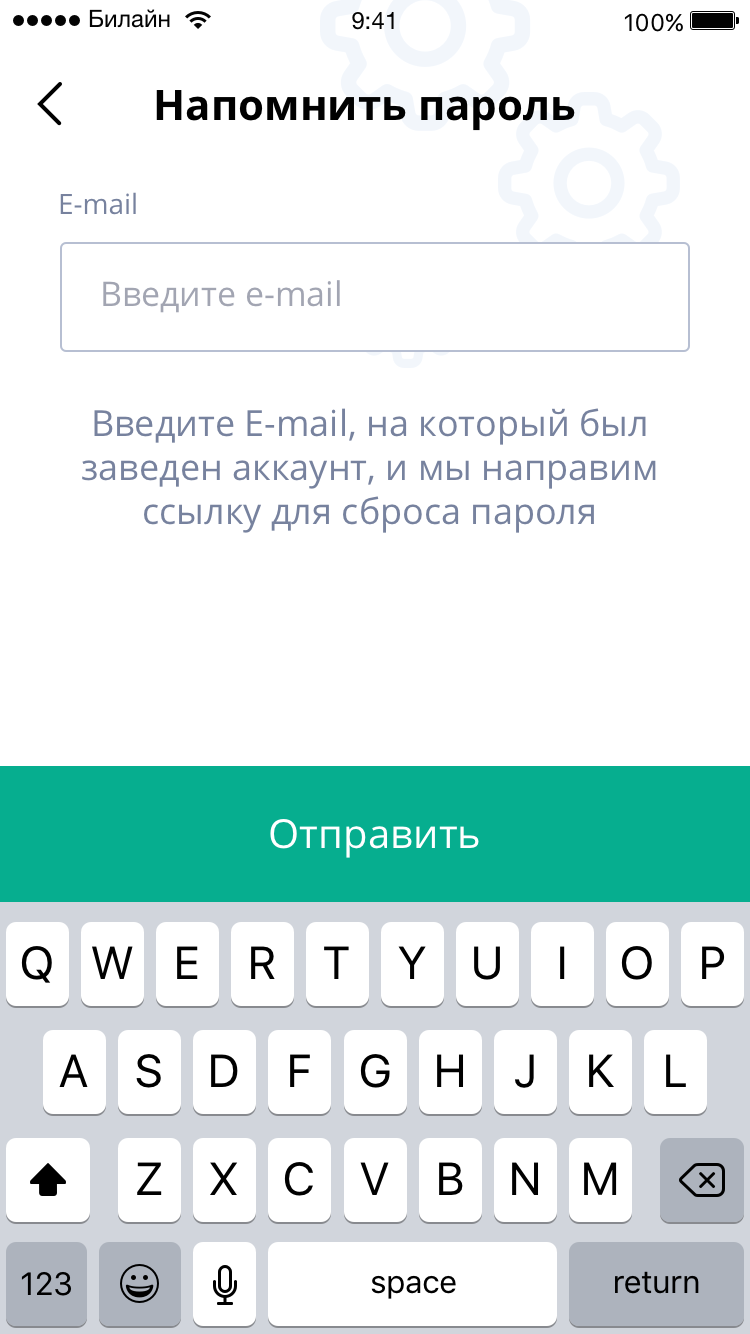 Билайн 9:41 100%
Напомнить пароль
E-mail
Введите e-mail
Введите E-mail, на который был
заведен аккаунт, и мы направим
ссылку для сброса пароля
Отправить
Q W E R T Y U I O P
A S D F G H J K L
Z X C V B N M
123 space return